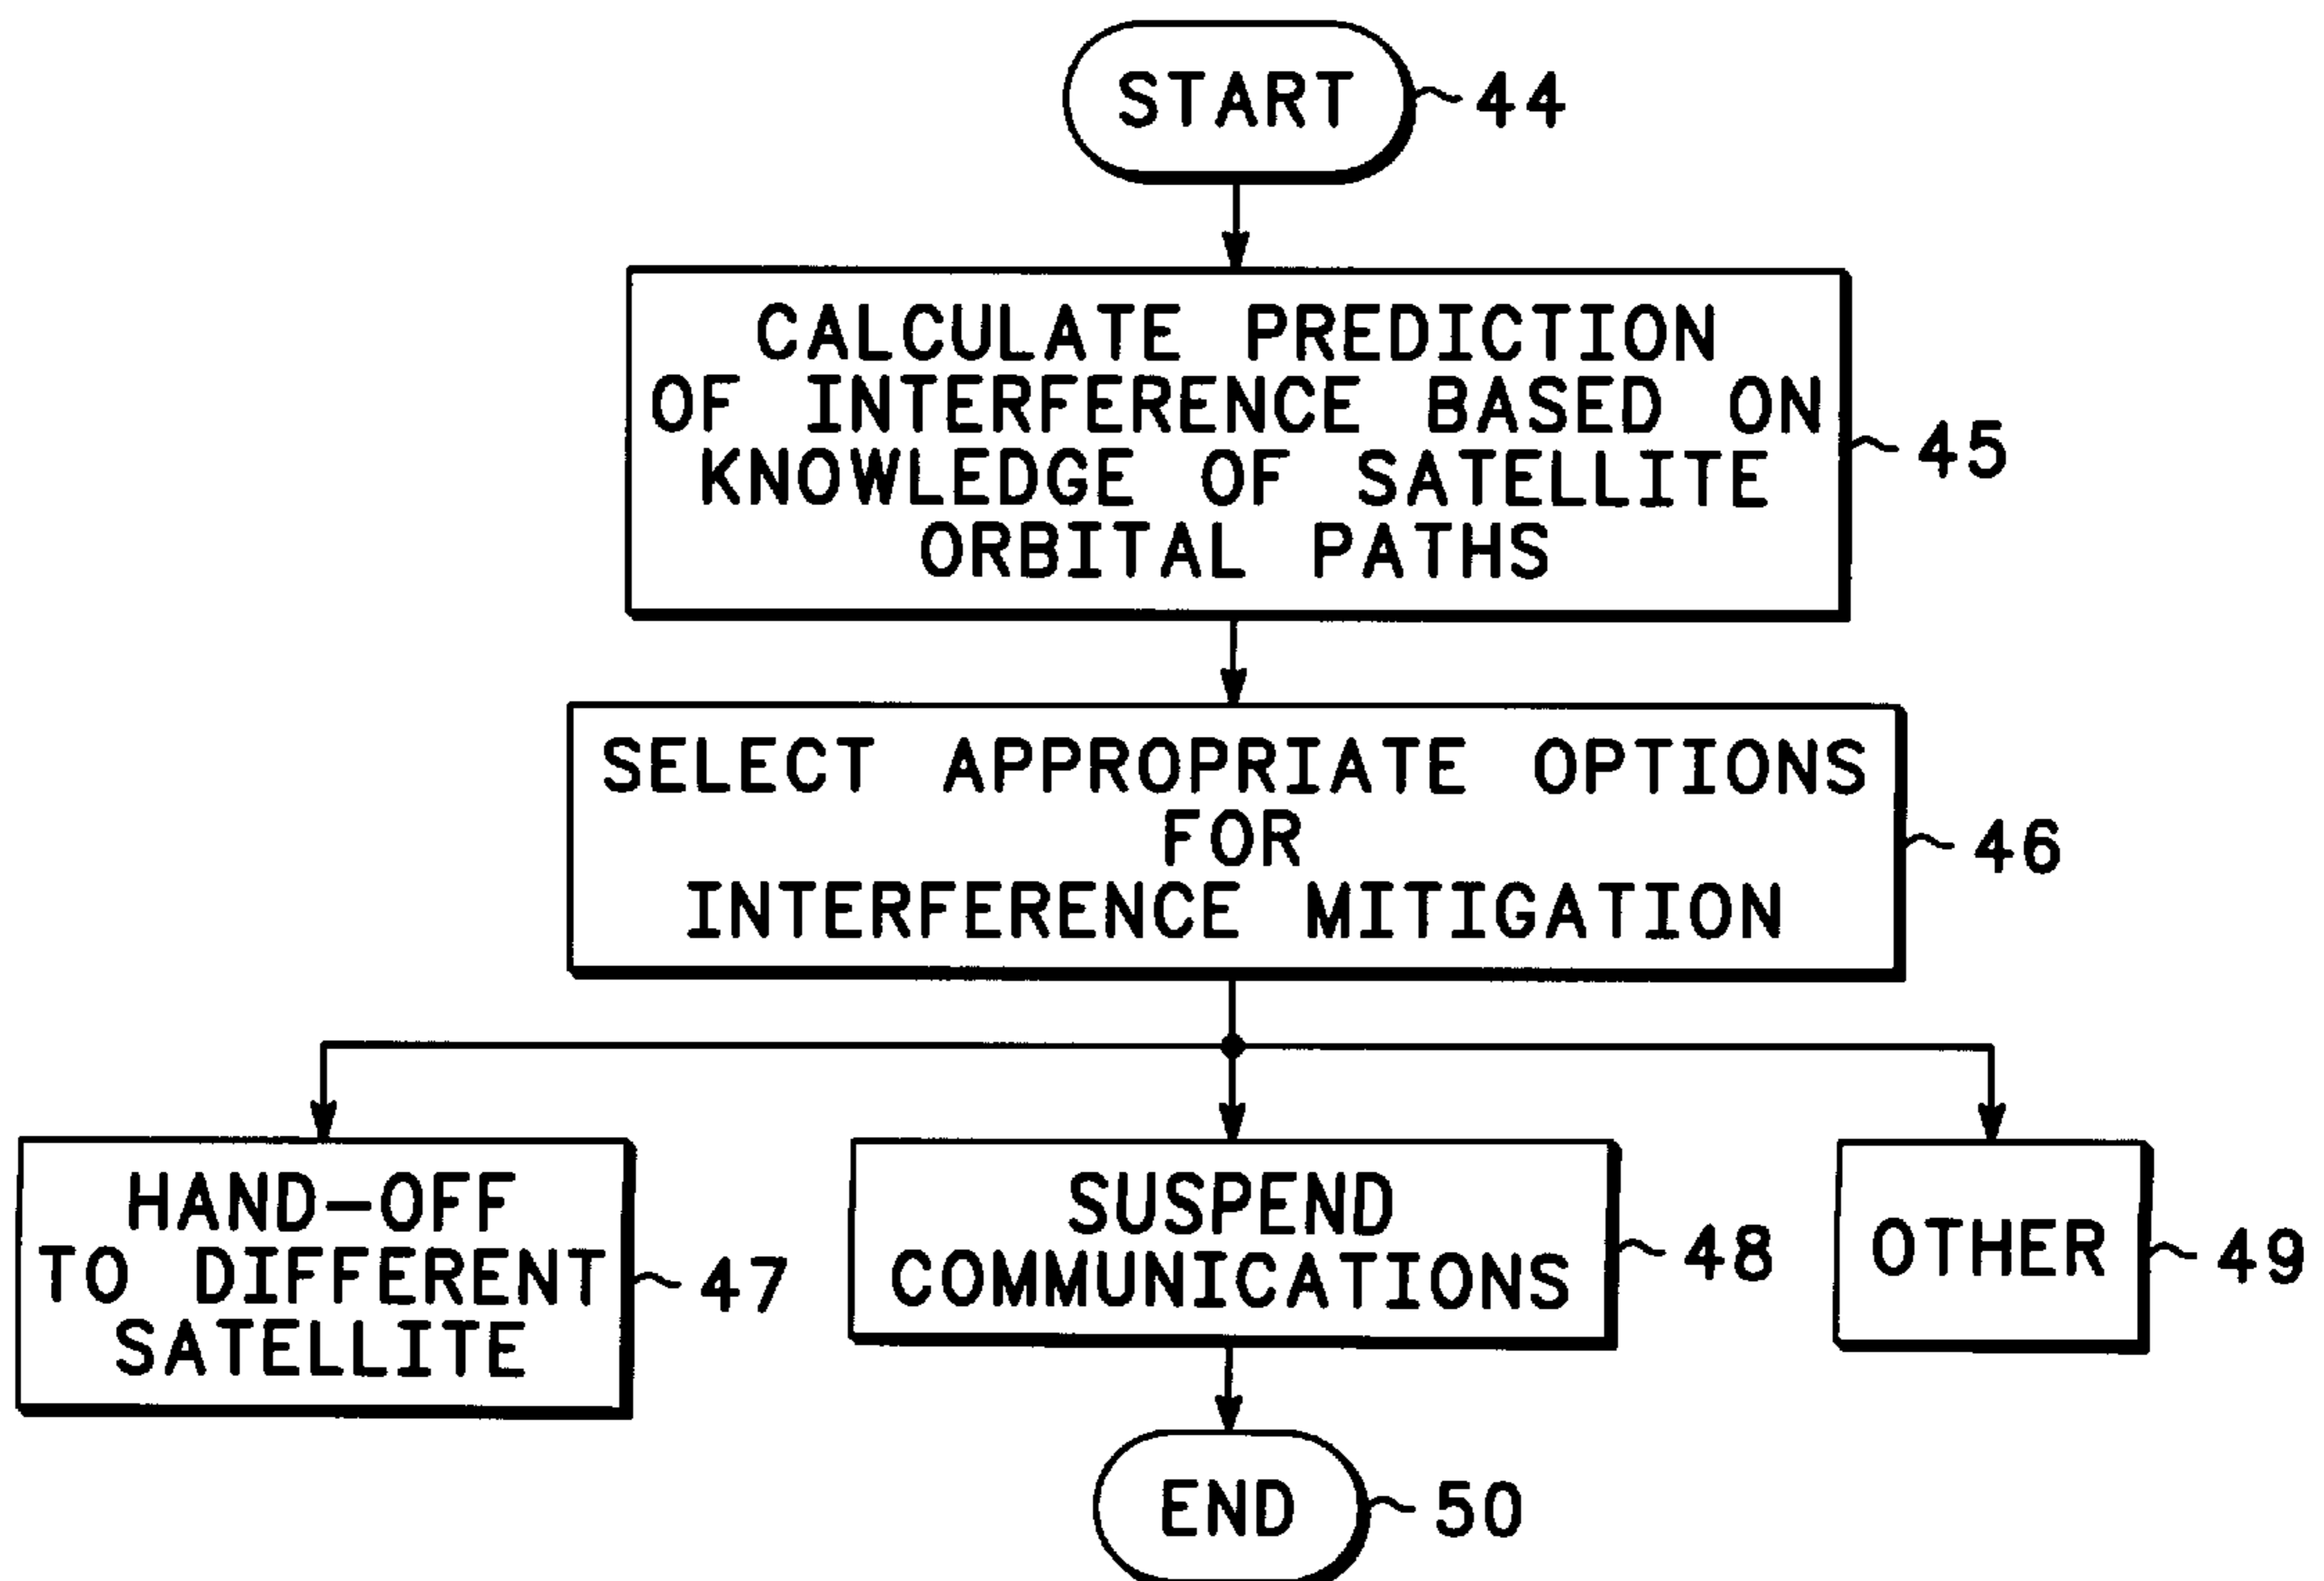 START
44
CALCULATE PREDICTION
OF INTERFERENCE BASED ON
KNOWLEDGE OF SATELLITE
ORBITAL PATHS
45
SELECT APPROPRIATE OPTIONS
FOR
INTERFERENCE MITIGATION
46
HAND-OFF
TO DIFFERENT
SATELLITE
47
SUSPEND
COMMUNICATIONS
48
OTHER
49
END
50